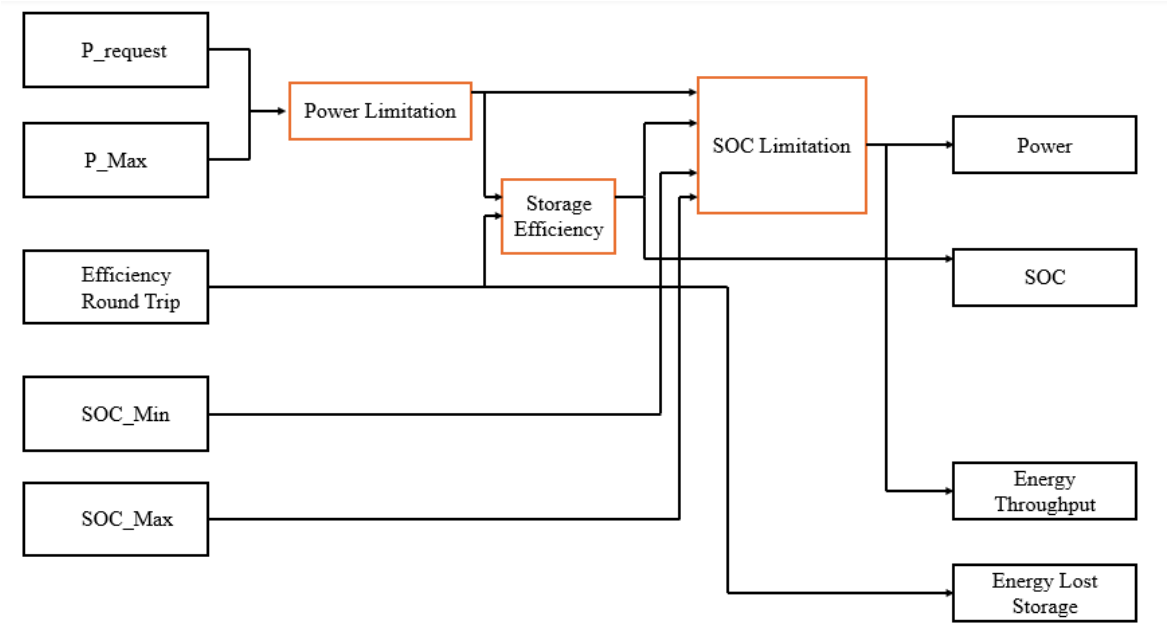 P_request
P_Max
Efficiency
Round Trip
SOC_Min
SOC_Max
Power Limitation
Storage
Efficiency
SOC Limitation
Power
SOC
Energy
Throughput
Energy Lost
Storage